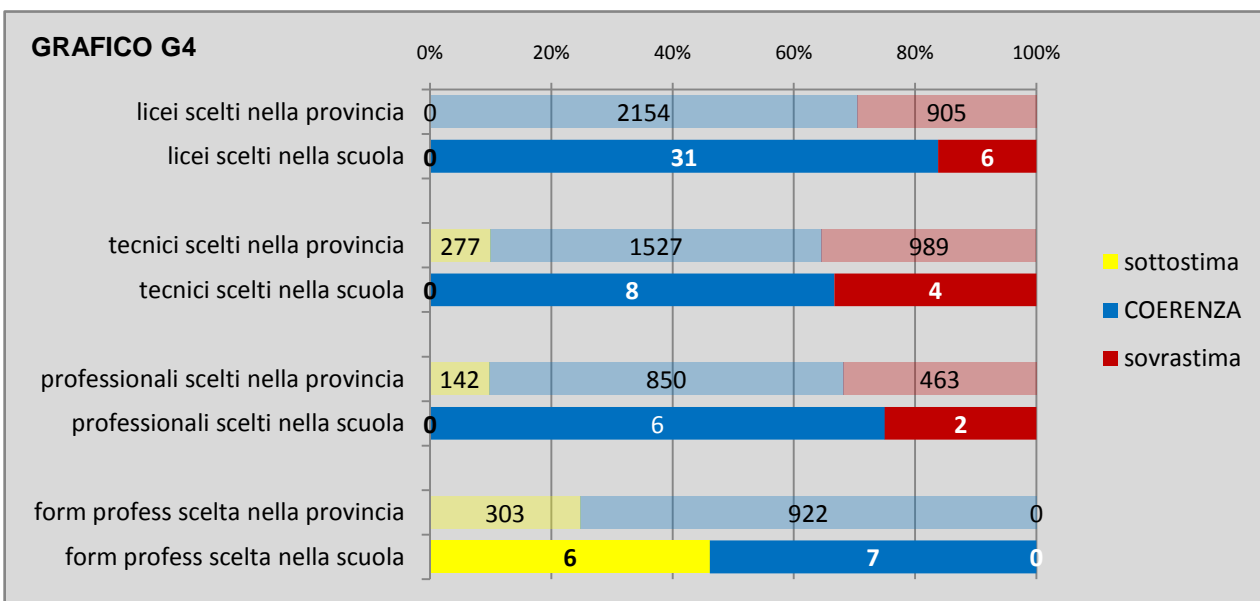 GRAFICO G4
0% 20% 40% 60% 80% 100%
licei scelti nella provincia 0 2154 905
licei scelti nella scuola 0 31 6
tecnici scelti nella provincia 277 1527 989
tecnici scelti nella scuola 0 8 4
professionali scelti nella provincia 142 850 463
professionali scelti nella scuola 0 6 2
form profess scelta nella provincia 303 922 0
form profess scelta nella scuola 6 7 0
sottostima
COERENZA
sovrastima